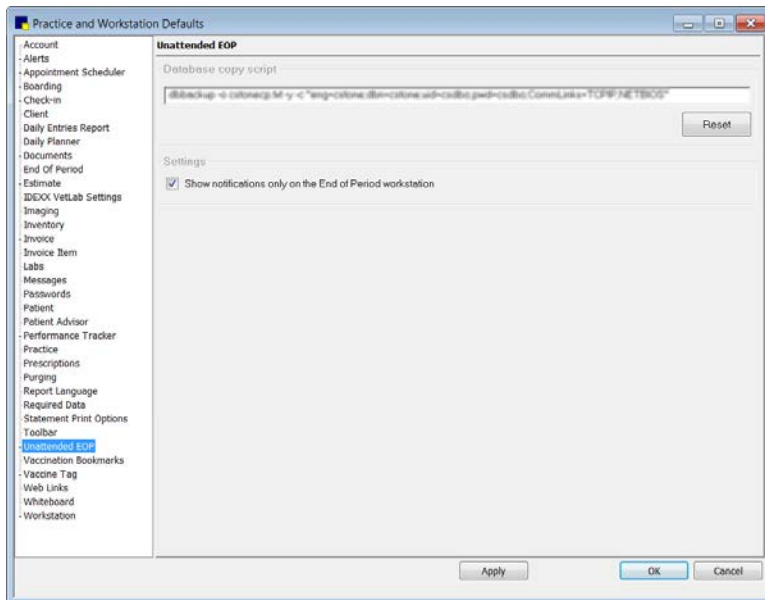 Practice and Workstation Defaults
Account
Alerts
Appointment Scheduler
Boarding
Check-in
Client
Daily Entries Report
Daily Planner
Documents
End Of Period
Estimate
IDEXX VetLab Settings
Imaging
Inventory
Invoice
Invoice Item
Labs
Messages
Passwords
Patient
Patient Advisor
Performance Tracker
Practice
Prescriptions
Purging
Report Language
Required Data
Statement Print Options
Toolbar
Unattended EOP
Vaccination Bookmarks
Vaccine Tag
Web Links
Whiteboard
Workstation
Unattended EOP
Database copy script
Reset
Settings
Show notifications only on the End of Period workstation
Apply
OK
Cancel